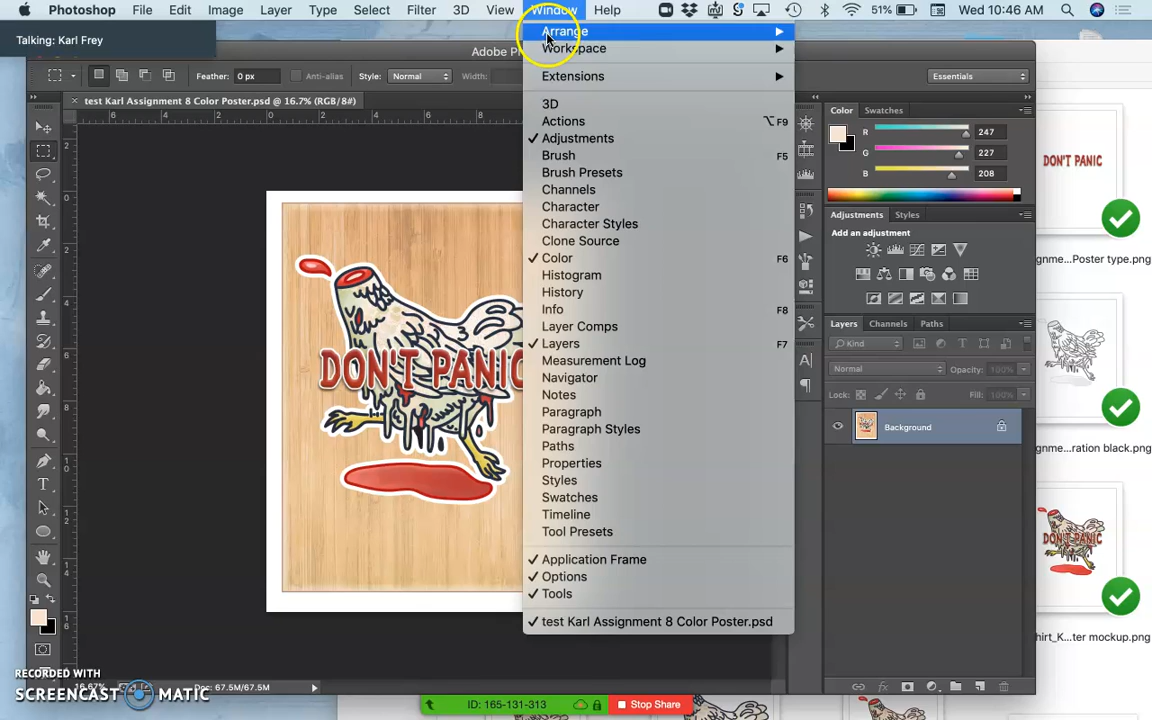 Photoshop File Edit Image Layer Type Select Filter 3D View Window Help 51% Wed 10:46 AM
Talking: Karl Frey
Arrange
Adobe P
Workspace
Feather: 0 px Anti-alias Style: Normal Width: Essentials
Extensions
test Karl Assignment 8 Color Poster.psd @ 16.7% (RGB/8#)
3D
Actions ⌥F9
Adjustments
Brush F5
Brush Presets
Channels
Character
Character Styles
Clone Source
Color F6
Histogram
History
Info F8
Layer Comps
Layers F7
Measurement Log
Navigator
Notes
Paragraph
Paragraph Styles
Paths
Properties
Styles
Swatches
Timeline
Tool Presets
Application Frame
Options
Tools
test Karl Assignment 8 Color Poster.psd
Color Swatches
R 247
G 227
B 208
Adjustments Styles
Add an adjustment
Layers Channels Paths
Kind
Normal Opacity: 100%
Lock: Fill: 100%
Background
DON'T PANIC
DON'T PANIC
gnme...Poster type.png
gnme...ration black.png
DON'T PANIC
hirt_K...ter mockup.png
16.67% Doc: 67.5M/67.5M
RECORDED WITH
SCREENCAST MATIC
ID: 165-131-313 Stop Share